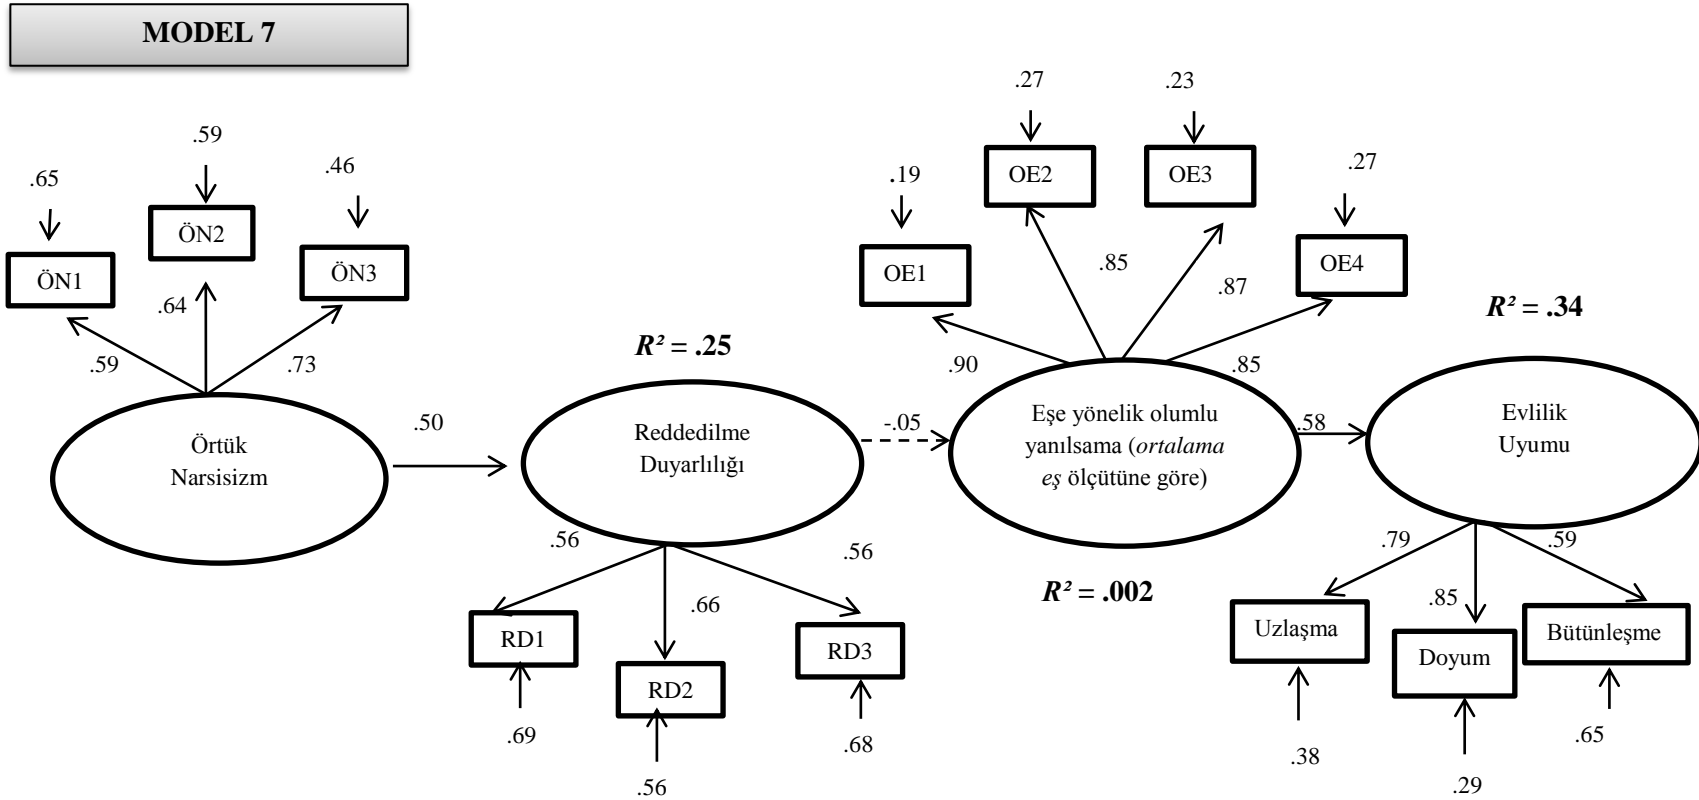 MODEL 7
.27
.23
.59
.65
.46
.19
.27
ÖN1
ÖN2
ÖN3
OE1
OE2
OE3
OE4
.59
.64
.73
.90
.85
.87
.85
R² = .25
R² = .34
Örtük
Narsisizm
.50
Reddedilme
Duyarlılığı
-.05
Eşe yönelik olumlu
yanılsama (ortalama
eş ölçütüne göre)
.58
Evlilik
Uyumu
R² = .002
.56
.66
.56
.79
.85
.59
RD1
RD2
RD3
Uzlaşma
Doyum
Bütünleşme
.69
.56
.68
.38
.29
.65